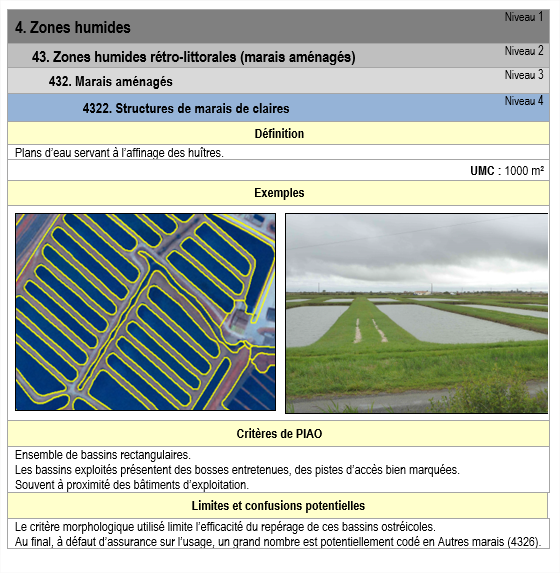 4. Zones humides
Niveau 1
43. Zones humides rétro-littorales (marais aménagés)
Niveau 2
432. Marais aménagés
Niveau 3
4322. Structures de marais de claires
Niveau 4
Définition
Plans d'eau servant à l'affinage des huîtres.
UMC : 1000 m²
Exemples
Critères de PIAO
Ensemble de bassins rectangulaires.
Les bassins exploités présentent des bosses entretenues, des pistes d'accès bien marquées.
Souvent à proximité des bâtiments d'exploitation.
Limites et confusions potentielles
Le critère morphologique utilisé limite l'efficacité du repérage de ces bassins ostréicoles.
Au final, à défaut d'assurance sur l'usage, un grand nombre est potentiellement codé en Autres marais (4326).